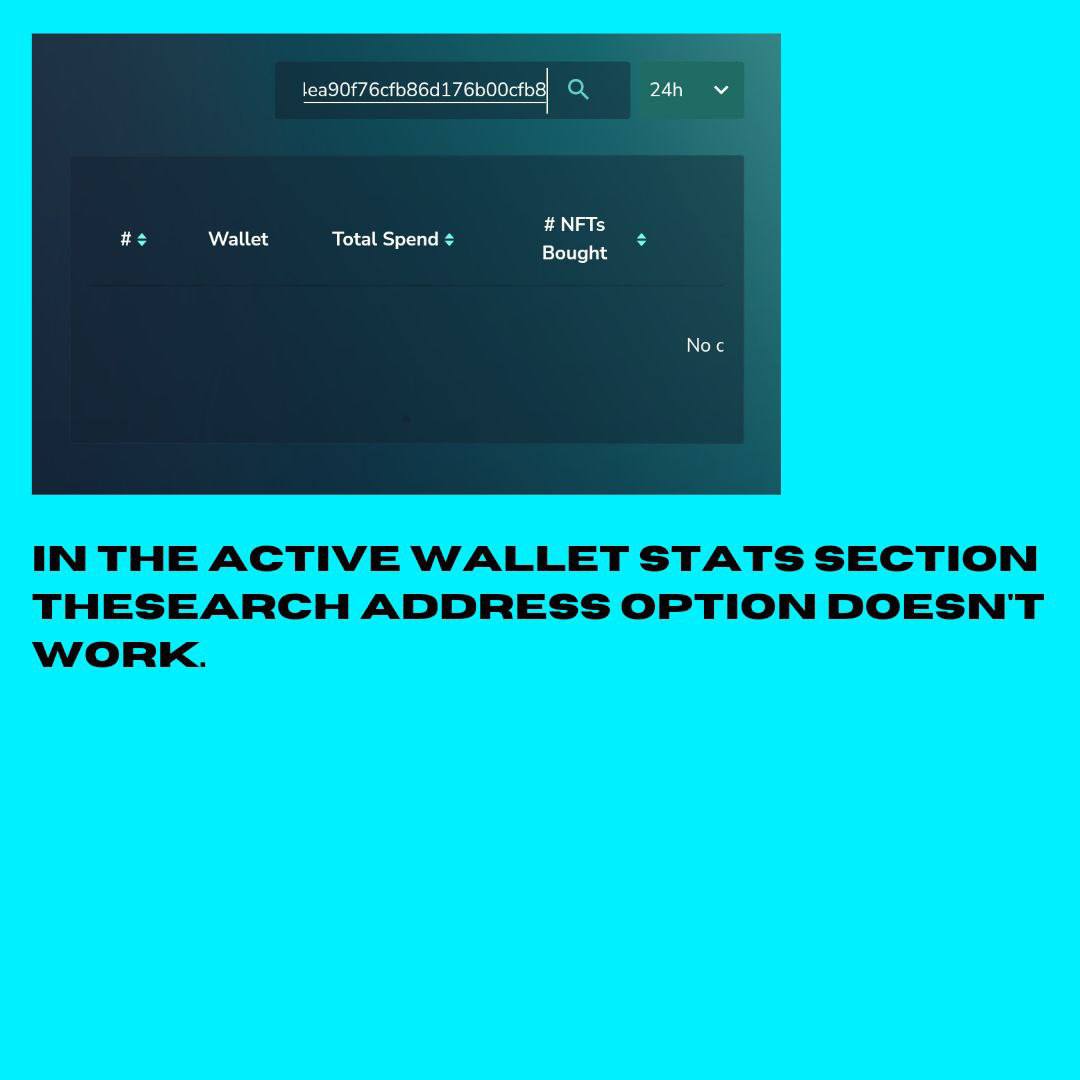 lea90f76cfb86d176b00cfb8
24h
# Wallet Total Spend # NFTs Bought
No c
IN THE ACTIVE WALLET STATS SECTION
THESEARCH ADDRESS OPTION DOESN'T
WORK.